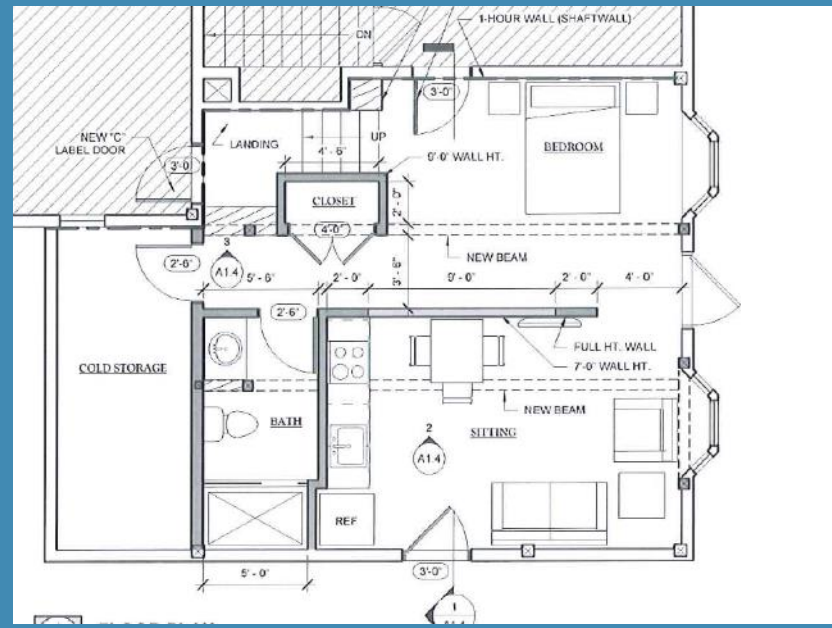 1-HOUR WALL (SHAFTWALL)
DN
3'-0"
NEW "C"
LABEL DOOR
LANDING
UP
BEDROOM
3'-0
4' - 6"
9'-0" WALL HT.
CLOSET
2' - 0"
4'-0"
3
NEW BEAM
2'-6"
A1.4
5' - 6"
2' - 0"
3' - 6"
9' - 0"
2' - 0"
4' - 0"
2'-6"
FULL HT. WALL
7'-0" WALL HT.
COLD STORAGE
NEW BEAM
BATH
2
SITTING
A1.4
REF
5' - 0"
3'-0"
1